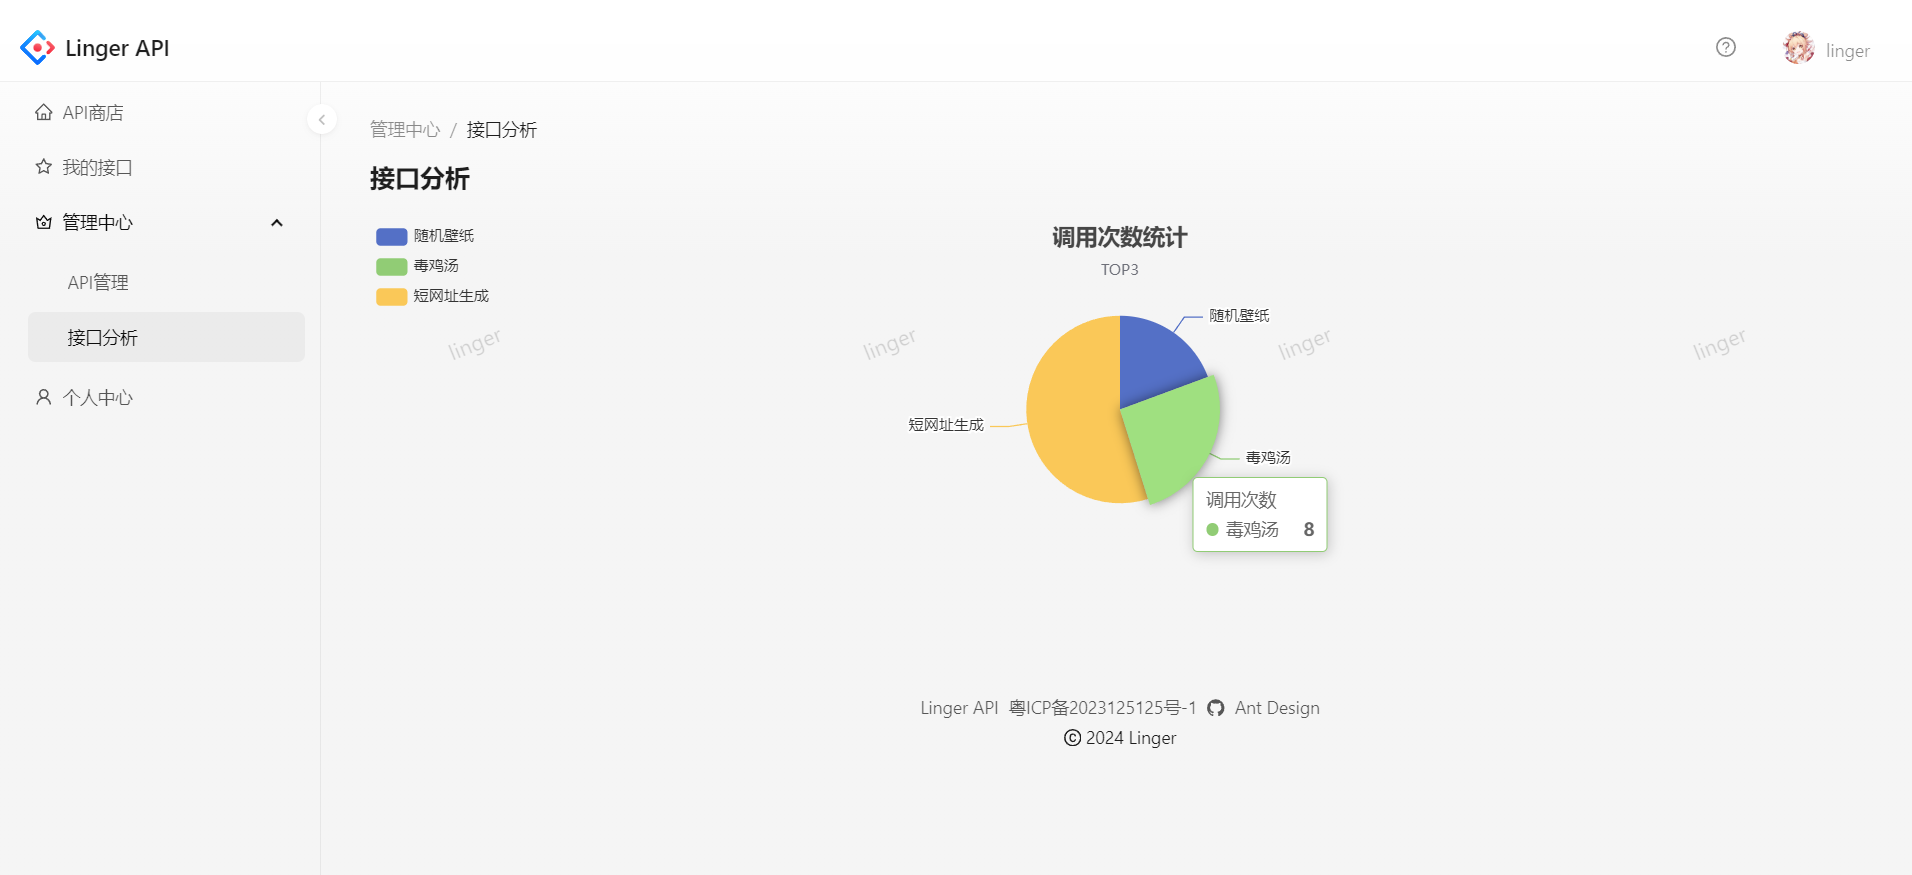 Linger API
linger
API商店
我的接口
管理中心
API管理
接口分析
个人中心
管理中心 / 接口分析
接口分析
随机壁纸
毒鸡汤
短网址生成
调用次数统计
TOP3
随机壁纸
linger
linger
linger
linger
短网址生成
毒鸡汤
调用次数
毒鸡汤 8
Linger API 粤ICP备2023125125号-1 Ant Design
© 2024 Linger